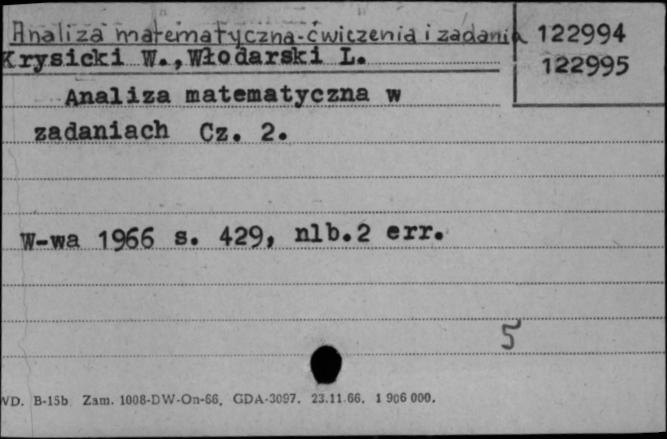 Analiza matematyczna-ćwiczenia i zadania 122994
Krysicki W., Włodarski L.
122995
Analiza matematyczna w
zadaniach Cz. 2.
W-wa 1966 s. 429, nlb.2 err.
5
WD. B-15b Zam. 1008-DW-On-66, GDA-3097. 23.11.66. 1 906 000.